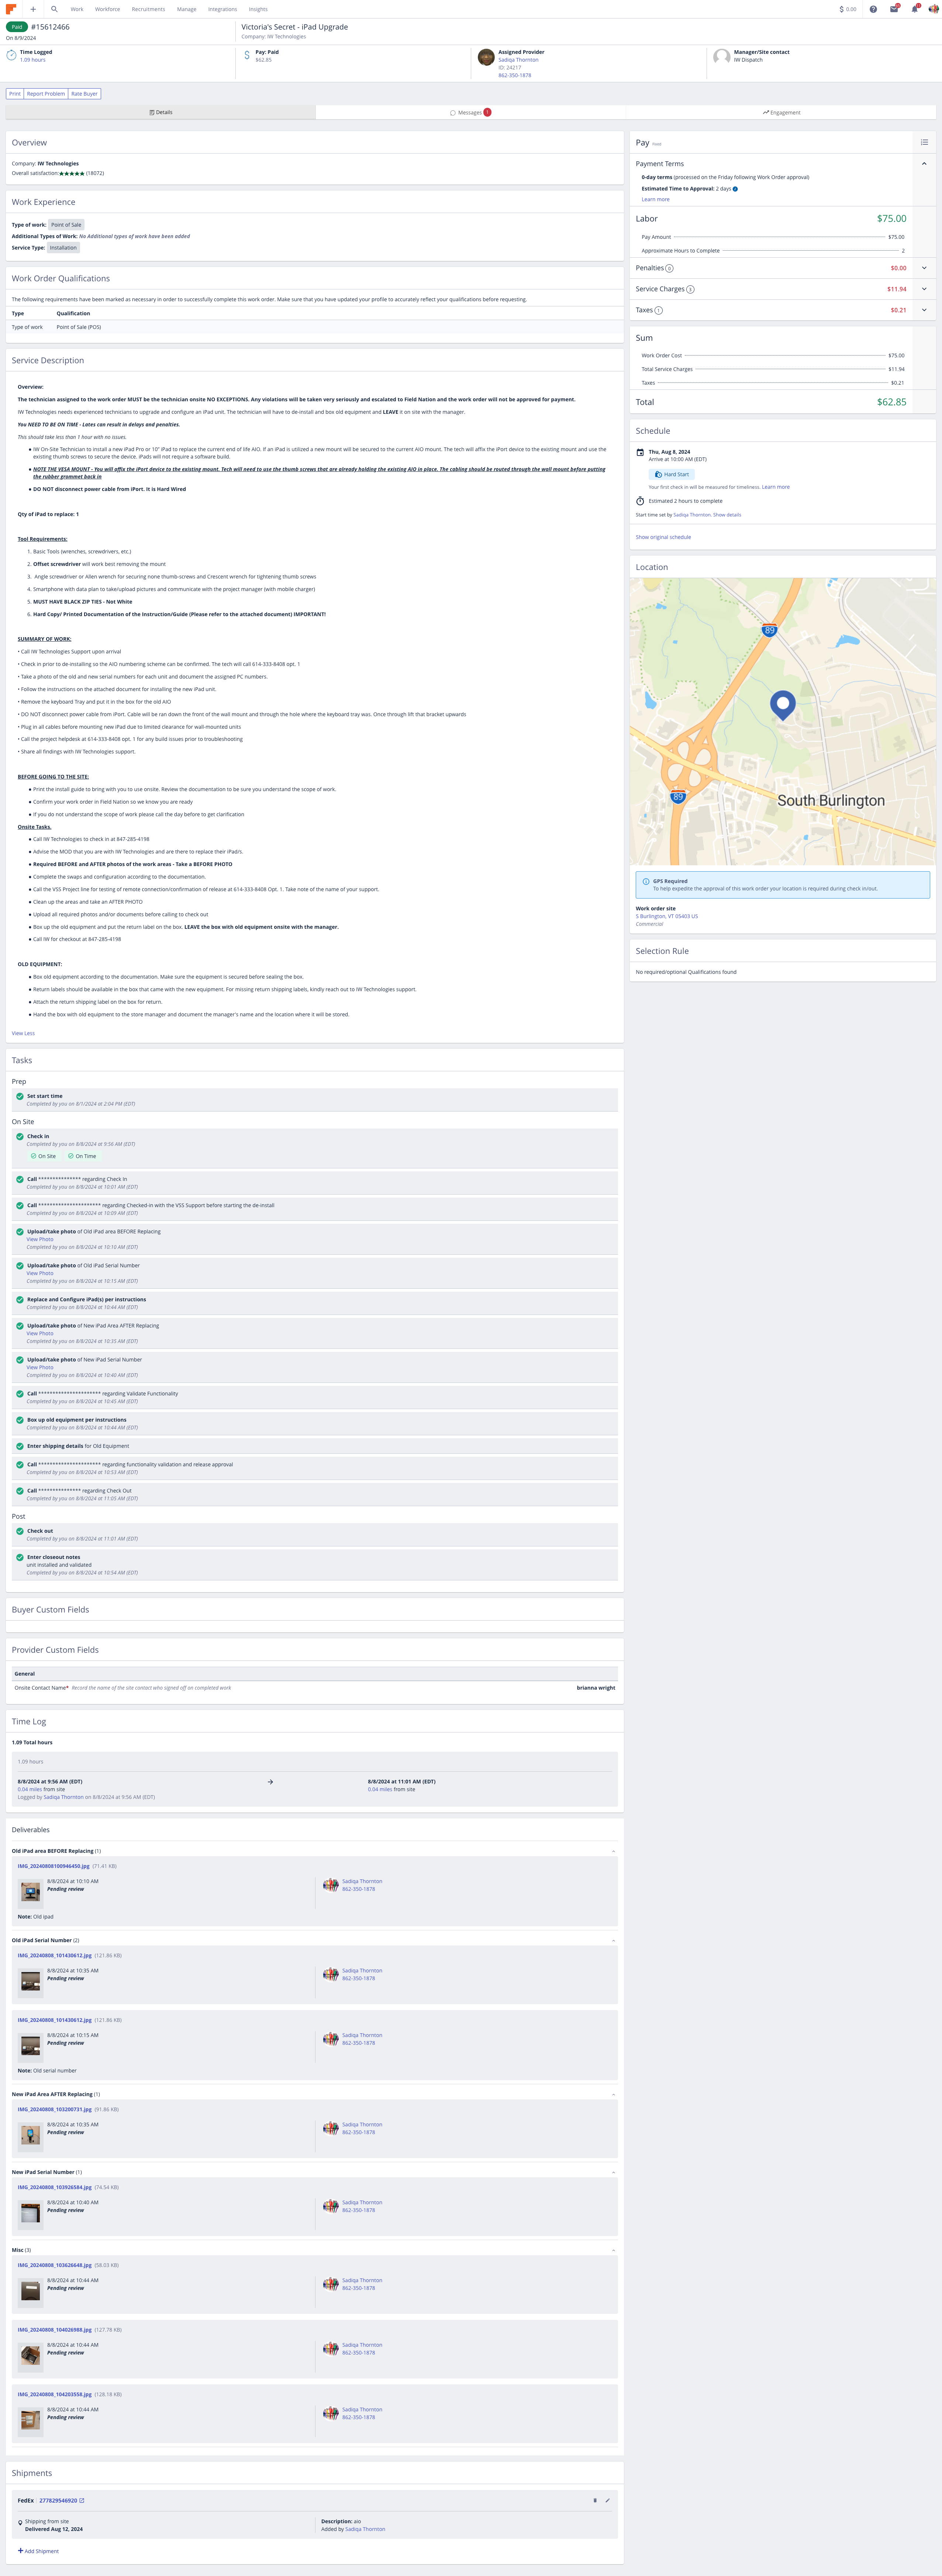 Work Workforce Recruitments Manage Integrations Insights
$ 0.00
Paid #15612466
On 8/9/2024
Victoria's Secret - iPad Upgrade
Company: IW Technologies
Time Logged
1.09 hours
Pay: Paid
$62.85
Assigned Provider
Sadiqa Thornton
ID: 24217
862-350-1878
Manager/Site contact
IW Dispatch
Print Report Problem Rate Buyer
Details Messages Engagement
Overview
Company: IW Technologies
Overall satisfaction: ★★★★★ (18072)
Work Experience
Type of work: Point of Sale
Additional Types of Work: No Additional types of work have been added
Service Type: Installation
Work Order Qualifications
The following requirements have been marked as necessary in order to successfully complete this work order. Make sure that you have updated your profile to accurately reflect your qualifications before requesting.
Type Qualification
Type of work Point of Sale (POS)
Service Description
Overview:
The technician assigned to the work order MUST be the technician onsite NO EXCEPTIONS. Any violations will be taken very seriously and escalated to Field Nation and the work order will not be approved for payment.
IW Technologies needs experienced technicians to upgrade and configure an iPad unit. The technician will have to de-install and box old equipment and LEAVE it on site with the manager.
You NEED TO BE ON TIME - Lates can result in delays and penalties.
This should take less than 1 hour with no issues.
● IW On-Site Technician to install a new iPad Pro or 10" iPad to replace the current end of life AIO. If an iPad is utilized a new mount will be secured to the current AIO mount. The tech will affix the iPort device to the existing mount and use the
existing thumb screws to secure the device. iPads will not require a software build.
● NOTE THE VESA MOUNT - You will affix the iPort device to the existing mount. Tech will need to use the thumb screws that are already holding the existing AIO in place. The cabling should be routed through the wall mount before putting
the rubber grommet back in
● DO NOT disconnect power cable from iPort. It is Hard Wired
Qty of iPad to replace: 1
Tool Requirements:
1. Basic Tools (wrenches, screwdrivers, etc.)
2. Offset screwdriver will work best removing the mount
3. Angle screwdriver or Allen wrench for securing none thumb-screws and Crescent wrench for tightening thumb screws
4. Smartphone with data plan to take/upload pictures and communicate with the project manager (with mobile charger)
5. MUST HAVE BLACK ZIP TIES - Not White
6. Hard Copy/ Printed Documentation of the Instruction/Guide (Please refer to the attached document) IMPORTANT!
SUMMARY OF WORK:
• Call IW Technologies Support upon arrival
• Check in prior to de-installing so the AIO numbering scheme can be confirmed. The tech will call 614-333-8408 opt. 1
• Take a photo of the old and new serial numbers for each unit and document the assigned PC numbers.
• Follow the instructions on the attached document for installing the new iPad unit.
• Remove the keyboard Tray and put it in the box for the old AIO
• DO NOT disconnect power cable from iPort. Cable will be ran down the front of the wall mount and through the hole where the keyboard tray was. Once through lift that bracket upwards
• Plug in all cables before mounting new iPad due to limited clearance for wall-mounted units
• Call the project helpdesk at 614-333-8408 opt. 1 for any build issues prior to troubleshooting
• Share all findings with IW Technologies support.
BEFORE GOING TO THE SITE:
● Print the install guide to bring with you to use onsite. Review the documentation to be sure you understand the scope of work.
● Confirm your work order in Field Nation so we know you are ready
● If you do not understand the scope of work please call the day before to get clarification
Onsite Tasks.
● Call IW Technologies to check in at 847-285-4198
● Advise the MOD that you are with IW Technologies and are there to replace their iPad/s.
● Required BEFORE and AFTER photos of the work areas - Take a BEFORE PHOTO
● Complete the swaps and configuration according to the documentation.
● Call the VSS Project line for testing of remote connection/confirmation of release at 614-333-8408 Opt. 1. Take note of the name of your support.
● Clean up the areas and take an AFTER PHOTO
● Upload all required photos and/or documents before calling to check out
● Box up the old equipment and put the return label on the box. LEAVE the box with old equipment onsite with the manager.
● Call IW for checkout at 847-285-4198
OLD EQUIPMENT:
● Box old equipment according to the documentation. Make sure the equipment is secured before sealing the box.
● Return labels should be available in the box that came with the new equipment. For missing return shipping labels, kindly reach out to IW Technologies support.
● Attach the return shipping label on the box for return.
● Hand the box with old equipment to the store manager and document the manager's name and the location where it will be stored.
View Less
Tasks
Prep
Set start time
Completed by you on 8/1/2024 at 2:04 PM (EDT)
On Site
Check in
Completed by you on 8/8/2024 at 9:56 AM (EDT)
On Site On Time
Call *************** regarding Check In
Completed by you on 8/8/2024 at 10:01 AM (EDT)
Call ********************** regarding Checked-in with the VSS Support before starting the de-install
Completed by you on 8/8/2024 at 10:09 AM (EDT)
Upload/take photo of Old iPad area BEFORE Replacing
View Photo
Completed by you on 8/8/2024 at 10:10 AM (EDT)
Upload/take photo of Old iPad Serial Number
View Photo
Completed by you on 8/8/2024 at 10:15 AM (EDT)
Replace and Configure iPad(s) per instructions
Completed by you on 8/8/2024 at 10:44 AM (EDT)
Upload/take photo of New iPad Area AFTER Replacing
View Photo
Completed by you on 8/8/2024 at 10:35 AM (EDT)
Upload/take photo of New iPad Serial Number
View Photo
Completed by you on 8/8/2024 at 10:40 AM (EDT)
Call ********************** regarding Validate Functionality
Completed by you on 8/8/2024 at 10:45 AM (EDT)
Box up old equipment per instructions
Completed by you on 8/8/2024 at 10:44 AM (EDT)
Enter shipping details for Old Equipment
Call ********************** regarding functionality validation and release approval
Completed by you on 8/8/2024 at 10:53 AM (EDT)
Call *************** regarding Check Out
Completed by you on 8/8/2024 at 11:05 AM (EDT)
Post
Check out
Completed by you on 8/8/2024 at 11:01 AM (EDT)
Enter closeout notes
unit installed and validated
Completed by you on 8/8/2024 at 10:54 AM (EDT)
Buyer Custom Fields
Provider Custom Fields
General
Onsite Contact Name* Record the name of the site contact who signed off on completed work brianna wright
Time Log
1.09 Total hours
1.09 hours
8/8/2024 at 9:56 AM (EDT) 8/8/2024 at 11:01 AM (EDT)
0.04 miles from site 0.04 miles from site
Logged by Sadiqa Thornton on 8/8/2024 at 9:56 AM (EDT)
Deliverables
Old iPad area BEFORE Replacing (1)
IMG_20240808100946450.jpg (71.41 KB)
8/8/2024 at 10:10 AM
Pending review
Sadiqa Thornton
862-350-1878
Note: Old ipad
Old iPad Serial Number (2)
IMG_20240808_101430612.jpg (121.86 KB)
8/8/2024 at 10:35 AM
Pending review
Sadiqa Thornton
862-350-1878
IMG_20240808_101430612.jpg (121.86 KB)
8/8/2024 at 10:15 AM
Pending review
Sadiqa Thornton
862-350-1878
Note: Old serial number
New iPad Area AFTER Replacing (1)
IMG_20240808_103200731.jpg (91.86 KB)
8/8/2024 at 10:35 AM
Pending review
Sadiqa Thornton
862-350-1878
New iPad Serial Number (1)
IMG_20240808_103926584.jpg (74.54 KB)
8/8/2024 at 10:40 AM
Pending review
Sadiqa Thornton
862-350-1878
Misc (3)
IMG_20240808_103626648.jpg (58.03 KB)
8/8/2024 at 10:44 AM
Pending review
Sadiqa Thornton
862-350-1878
IMG_20240808_104026988.jpg (127.78 KB)
8/8/2024 at 10:44 AM
Pending review
Sadiqa Thornton
862-350-1878
IMG_20240808_104203558.jpg (128.18 KB)
8/8/2024 at 10:44 AM
Pending review
Sadiqa Thornton
862-350-1878
Shipments
FedEx 277829546920
Shipping from site
Delivered Aug 12, 2024
Description: aio
Added by Sadiqa Thornton
Add Shipment
Pay Fixed
Payment Terms
0-day terms (processed on the Friday following Work Order approval)
Estimated Time to Approval: 2 days
Learn more
Labor $75.00
Pay Amount $75.00
Approximate Hours to Complete 2
Penalties 0 $0.00
Service Charges $11.94
Taxes 1 $0.21
Sum
Work Order Cost $75.00
Total Service Charges $11.94
Taxes $0.21
Total $62.85
Schedule
Thu, Aug 8, 2024
Arrive at 10:00 AM (EDT)
Hard Start
Your first check in will be measured for timeliness. Learn more
Estimated 2 hours to complete
Start time set by Sadiqa Thornton. Show details
Show original schedule
Location
89
89
South Burlington
GPS Required
To help expedite the approval of this work order your location is required during check in/out.
Work order site
S Burlington, VT 05403 US
Commercial
Selection Rule
No required/optional Qualifications found